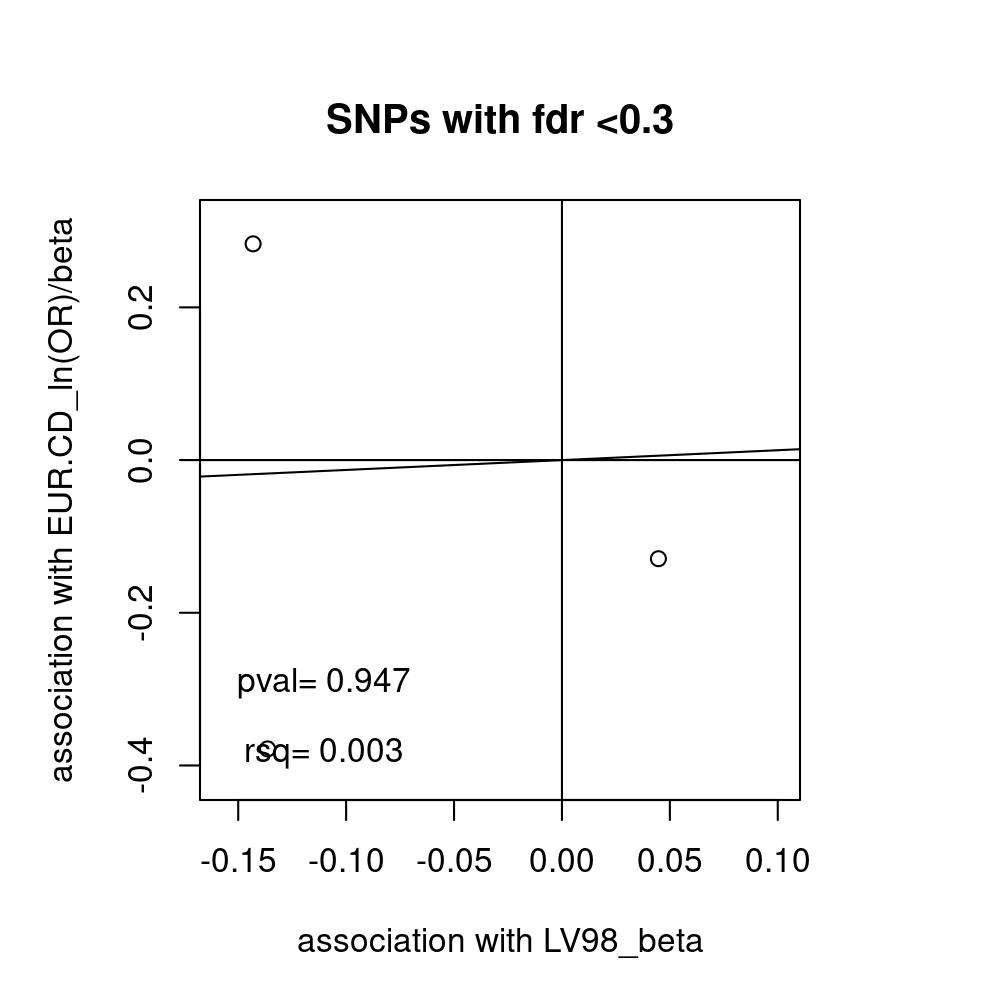 SNPs with fdr <0.3
association with EUR.CD_ln(OR)/beta
0.2
0.0
-0.2
-0.4
pval= 0.947
rsq= 0.003
-0.15 -0.10 -0.05 0.00 0.05 0.10
association with LV98_beta